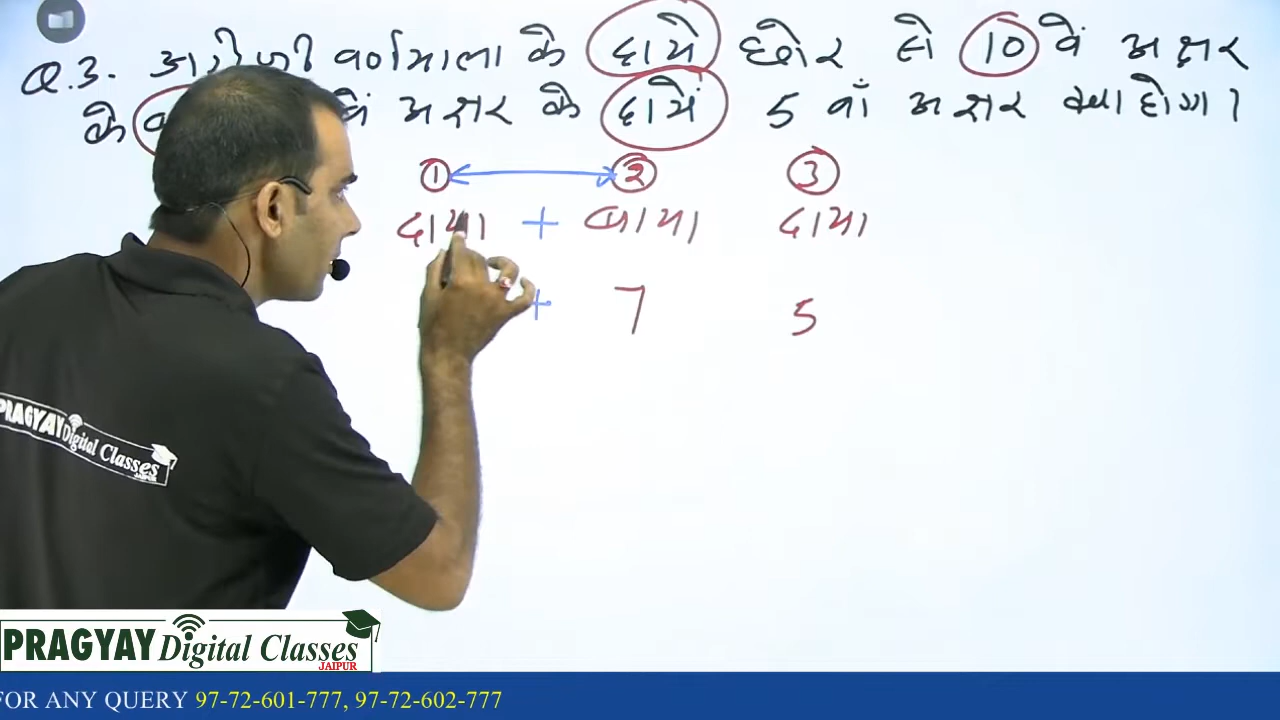 Q.3. अंग्रेजी वर्णमाला के दायें छोर से 10 वें अक्षर
के वें अक्षर के दायें 5 वाँ अक्षर क्या होगा।
① ② ③
दाया + बाया दाया
+ 7 5
PRAGYAY Digital Classes
JAIPUR
PRAGYAY Digital Classes
JAIPUR
FOR ANY QUERY 97-72-601-777, 97-72-602-777